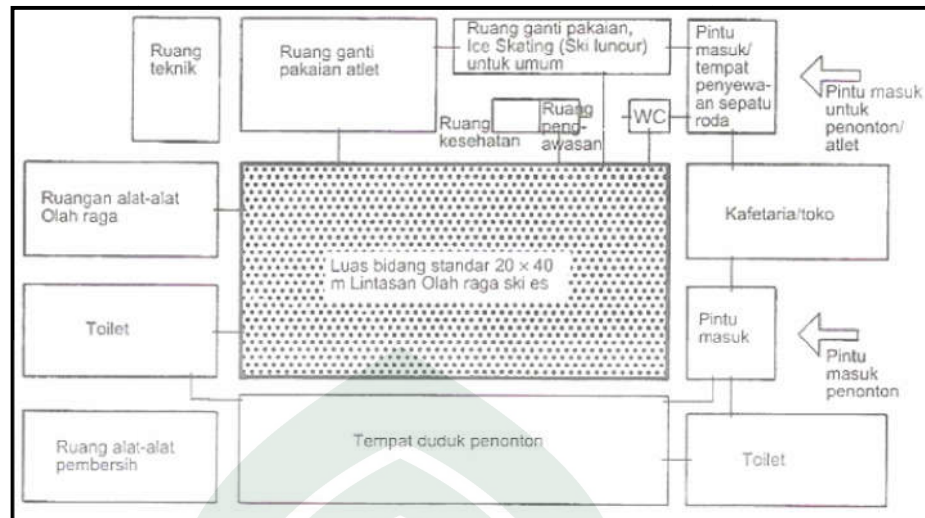 Ruang
teknik
Ruang ganti
pakaian atlet
Ruang ganti pakaian,
Ice Skating (Ski luncur)
untuk umum
Pintu
masuk/
tempat
penyewa-
an sepatu
roda
Pintu masuk
untuk penonton/
atlet
Ruang
kesehatan
Ruang
peng-
awasan
WC
Ruangan alat-alat
Olah raga
Luas bidang standar 20 × 40
m Lintasan Olah raga ski es
Kafetaria/toko
Toilet
Pintu
masuk
Pintu
masuk
penonton
Ruang alat-alat
pembersih
Tempat duduk penonton
Toilet